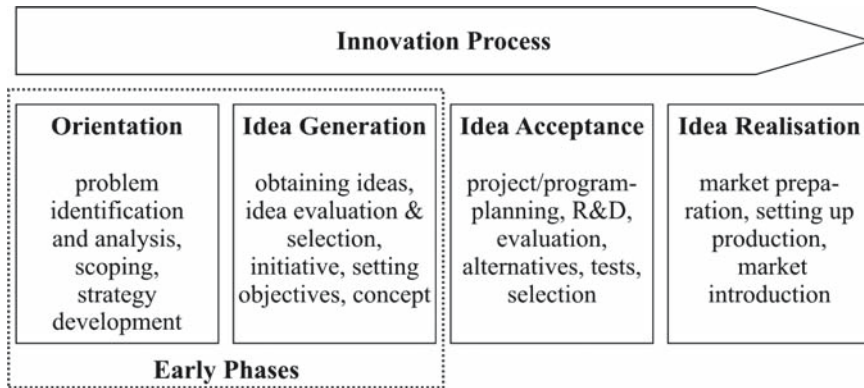 Innovation Process
Orientation
problem
identification
and analysis,
scoping,
strategy
development
Idea Generation
obtaining ideas,
idea evaluation &
selection,
initiative, setting
objectives, concept
Idea Acceptance
project/program-
planning, R&D,
evaluation,
alternatives, tests,
selection
Idea Realisation
market prepa-
ration, setting up
production,
market
introduction
Early Phases